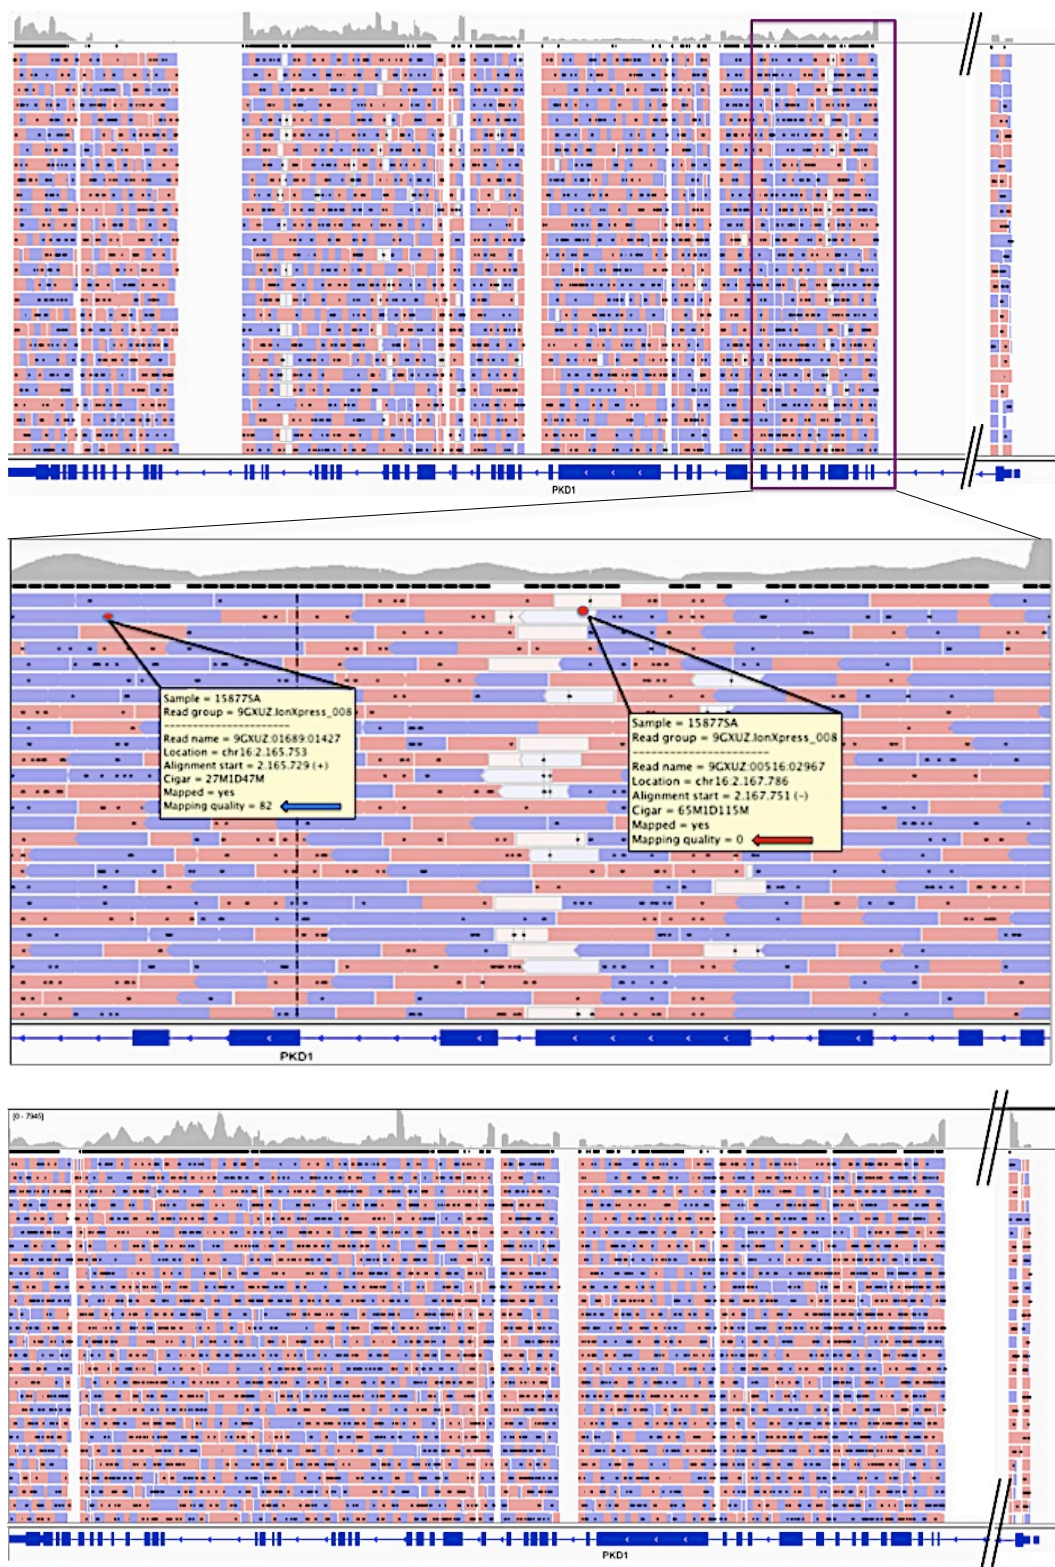 PKD1
Sample = 15877SA
Read group = 9GXUZ.IonXpress_008
----------------------
Read name = 9GXUZ:01689:01427
Location = chr16:2.165.753
Alignment start = 2.165.729 (+)
Cigar = 27M1D47M
Mapped = yes
Mapping quality = 82
Sample = 15877SA
Read group = 9GXUZ.IonXpress_008
----------------------
Read name = 9GXUZ:00516:02967
Location = chr16:2.167.786
Alignment start = 2.167.751 (-)
Cigar = 65M1D115M
Mapped = yes
Mapping quality = 0
PKD1
[0 - 7945]
PKD1